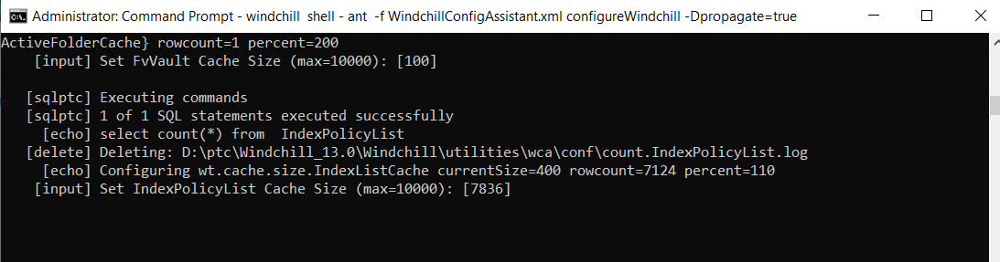 Administrator: Command Prompt - windchill  shell - ant  -f WindchillConfigAssistant.xml configureWindchill -Dpropagate=true
ActiveFolderCache} rowcount=1 percent=200
    [input] Set FvVault Cache Size (max=10000): [100]
   [sqlptc] Executing commands
   [sqlptc] 1 of 1 SQL statements executed successfully
     [echo] select count(*) from  IndexPolicyList
   [delete] Deleting: D:\ptc\Windchill_13.0\Windchill\utilities\wca\conf\count.IndexPolicyList.log
     [echo] Configuring wt.cache.size.IndexListCache currentSize=400 rowcount=7124 percent=110
    [input] Set IndexPolicyList Cache Size (max=10000): [7836]